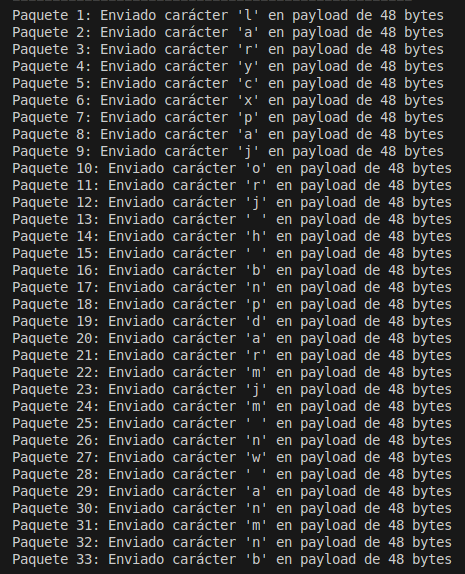 Paquete 1: Enviado carácter 'l' en payload de 48 bytes
Paquete 2: Enviado carácter 'a' en payload de 48 bytes
Paquete 3: Enviado carácter 'r' en payload de 48 bytes
Paquete 4: Enviado carácter 'y' en payload de 48 bytes
Paquete 5: Enviado carácter 'c' en payload de 48 bytes
Paquete 6: Enviado carácter 'x' en payload de 48 bytes
Paquete 7: Enviado carácter 'p' en payload de 48 bytes
Paquete 8: Enviado carácter 'a' en payload de 48 bytes
Paquete 9: Enviado carácter 'j' en payload de 48 bytes
Paquete 10: Enviado carácter 'o' en payload de 48 bytes
Paquete 11: Enviado carácter 'r' en payload de 48 bytes
Paquete 12: Enviado carácter 'j' en payload de 48 bytes
Paquete 13: Enviado carácter ' ' en payload de 48 bytes
Paquete 14: Enviado carácter 'h' en payload de 48 bytes
Paquete 15: Enviado carácter ' ' en payload de 48 bytes
Paquete 16: Enviado carácter 'b' en payload de 48 bytes
Paquete 17: Enviado carácter 'n' en payload de 48 bytes
Paquete 18: Enviado carácter 'p' en payload de 48 bytes
Paquete 19: Enviado carácter 'd' en payload de 48 bytes
Paquete 20: Enviado carácter 'a' en payload de 48 bytes
Paquete 21: Enviado carácter 'r' en payload de 48 bytes
Paquete 22: Enviado carácter 'm' en payload de 48 bytes
Paquete 23: Enviado carácter 'j' en payload de 48 bytes
Paquete 24: Enviado carácter 'm' en payload de 48 bytes
Paquete 25: Enviado carácter ' ' en payload de 48 bytes
Paquete 26: Enviado carácter 'n' en payload de 48 bytes
Paquete 27: Enviado carácter 'w' en payload de 48 bytes
Paquete 28: Enviado carácter ' ' en payload de 48 bytes
Paquete 29: Enviado carácter 'a' en payload de 48 bytes
Paquete 30: Enviado carácter 'n' en payload de 48 bytes
Paquete 31: Enviado carácter 'm' en payload de 48 bytes
Paquete 32: Enviado carácter 'n' en payload de 48 bytes
Paquete 33: Enviado carácter 'b' en payload de 48 bytes